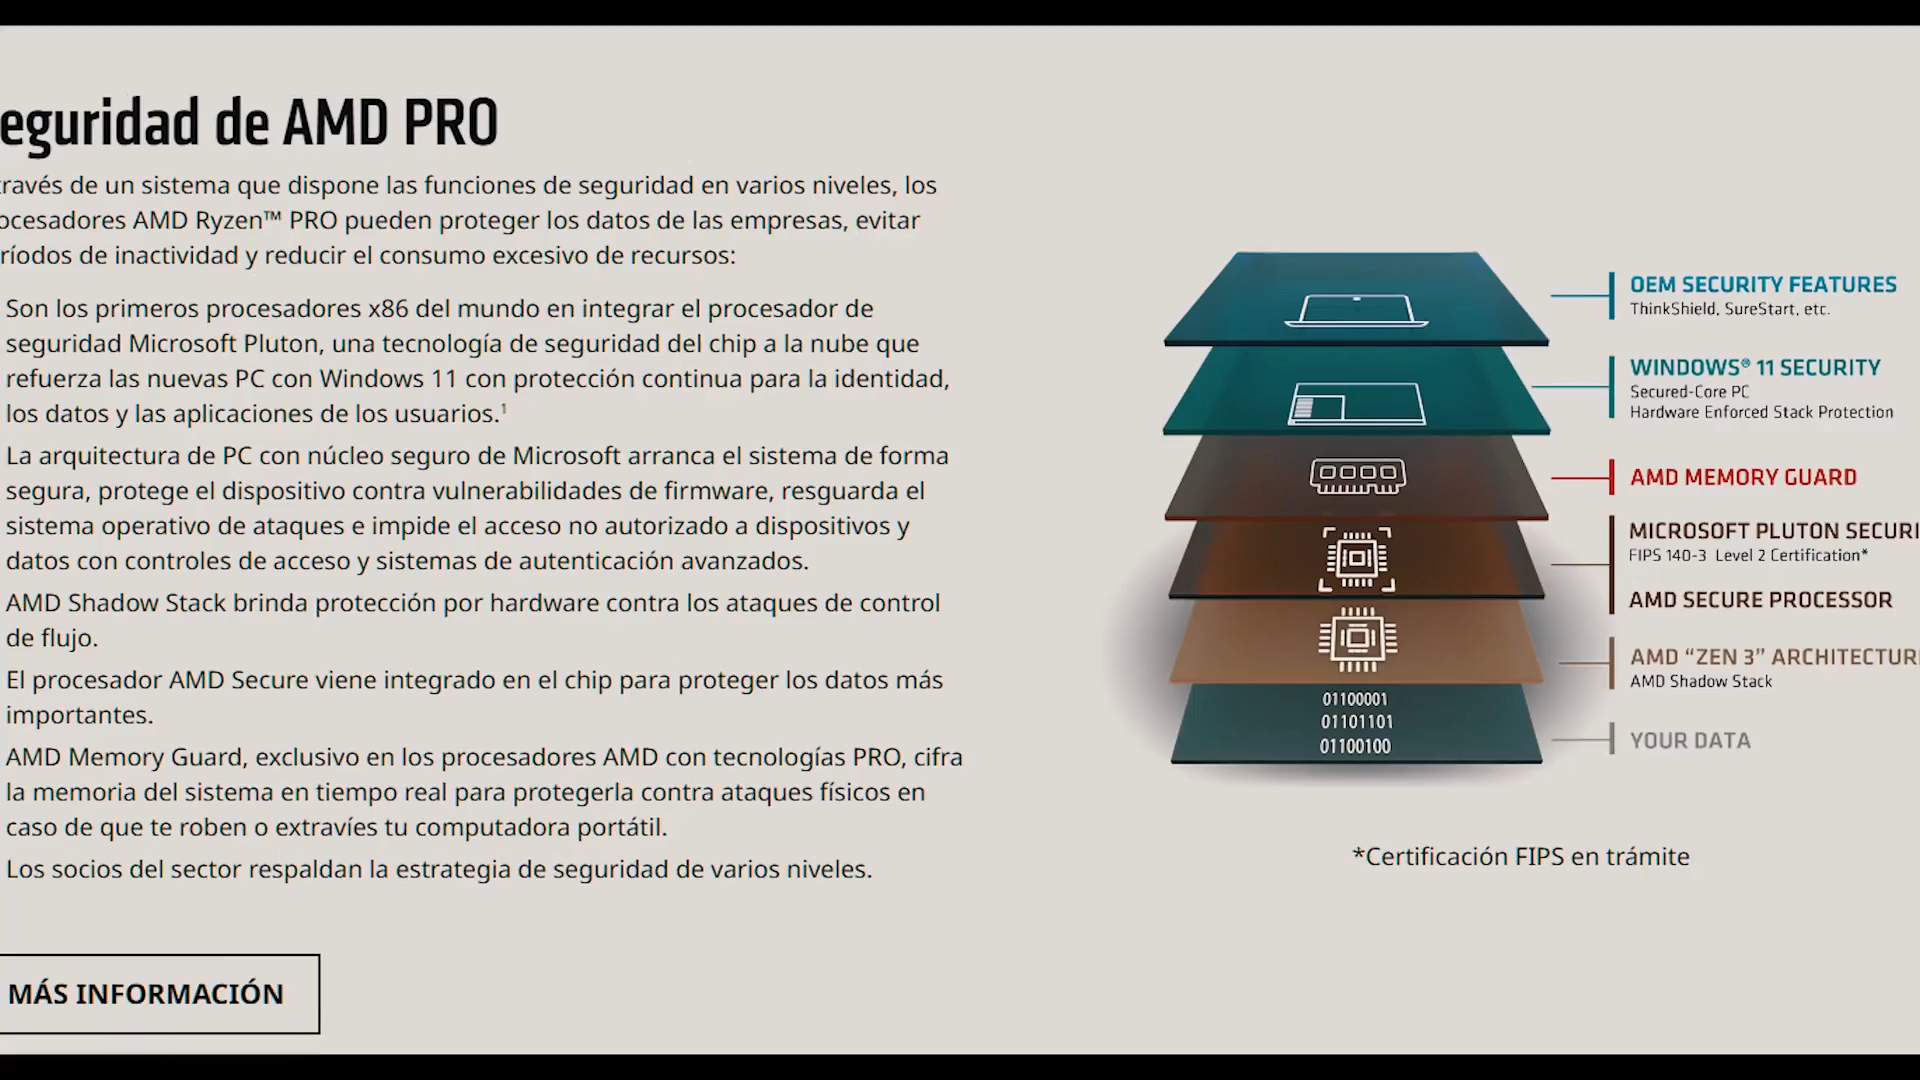 eguridad de AMD PRO
través de un sistema que dispone las funciones de seguridad en varios niveles, los
ocesadores AMD Ryzen™ PRO pueden proteger los datos de las empresas, evitar
ríodos de inactividad y reducir el consumo excesivo de recursos:
Son los primeros procesadores x86 del mundo en integrar el procesador de
seguridad Microsoft Pluton, una tecnología de seguridad del chip a la nube que
refuerza las nuevas PC con Windows 11 con protección continua para la identidad,
los datos y las aplicaciones de los usuarios.¹
La arquitectura de PC con núcleo seguro de Microsoft arranca el sistema de forma
segura, protege el dispositivo contra vulnerabilidades de firmware, resguarda el
sistema operativo de ataques e impide el acceso no autorizado a dispositivos y
datos con controles de acceso y sistemas de autenticación avanzados.
AMD Shadow Stack brinda protección por hardware contra los ataques de control
de flujo.
El procesador AMD Secure viene integrado en el chip para proteger los datos más
importantes.
AMD Memory Guard, exclusivo en los procesadores AMD con tecnologías PRO, cifra
la memoria del sistema en tiempo real para protegerla contra ataques físicos en
caso de que te roben o extravíes tu computadora portátil.
Los socios del sector respaldan la estrategia de seguridad de varios niveles.
MÁS INFORMACIÓN
OEM SECURITY FEATURES
ThinkShield, SureStart, etc.
WINDOWS® 11 SECURITY
Secured-Core PC
Hardware Enforced Stack Protection
AMD MEMORY GUARD
MICROSOFT PLUTON SECURI
FIPS 140-3 Level 2 Certification*
AMD SECURE PROCESSOR
AMD “ZEN 3” ARCHITECTUR
AMD Shadow Stack
01100001
01101101
01100100
YOUR DATA
*Certificación FIPS en trámite